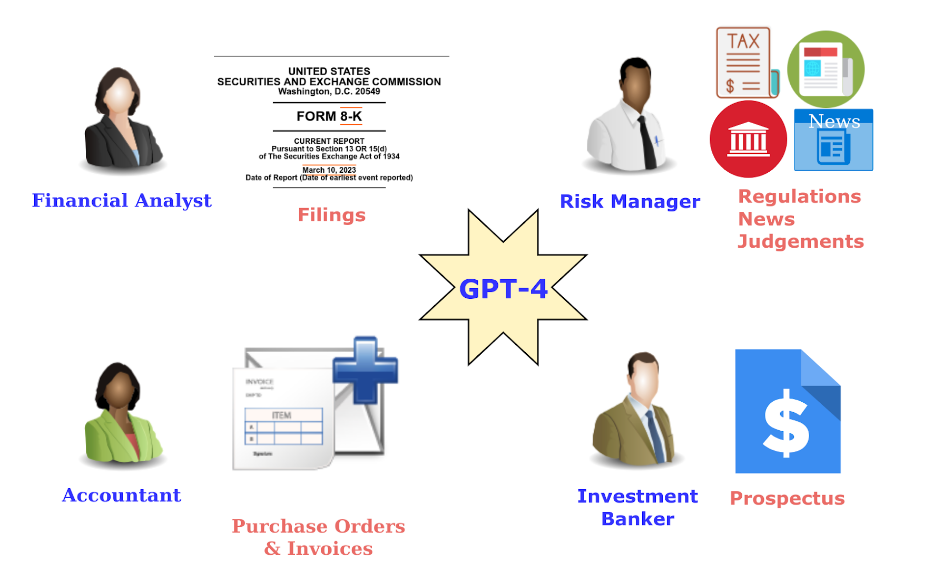 UNITED STATES
SECURITIES AND EXCHANGE COMMISSION
Washington, D.C. 20549
FORM 8-K
CURRENT REPORT
Pursuant to Section 13 OR 15(d)
of The Securities Exchange Act of 1934
March 10, 2023
Date of Report (Date of earliest event reported)
Financial Analyst
Filings
TAX
$ =
News
Risk Manager
Regulations
News
Judgements
GPT-4
INVOICE
SHIP TO:
ITEM
A
B
Accountant
Purchase Orders
& Invoices
Investment
Banker
$
Prospectus